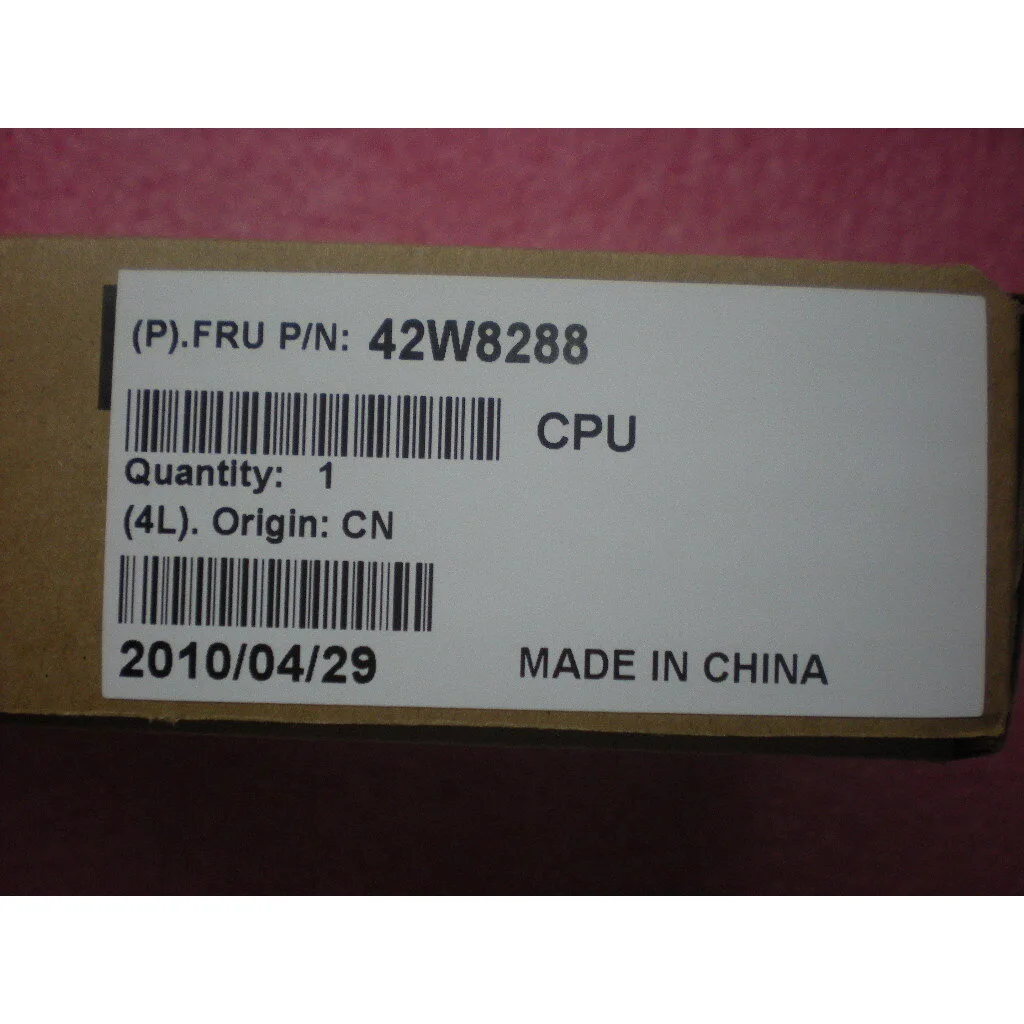 (P).FRU P/N: 42W8288
CPU
Quantity: 1
(4L). Origin: CN
2010/04/29 MADE IN CHINA